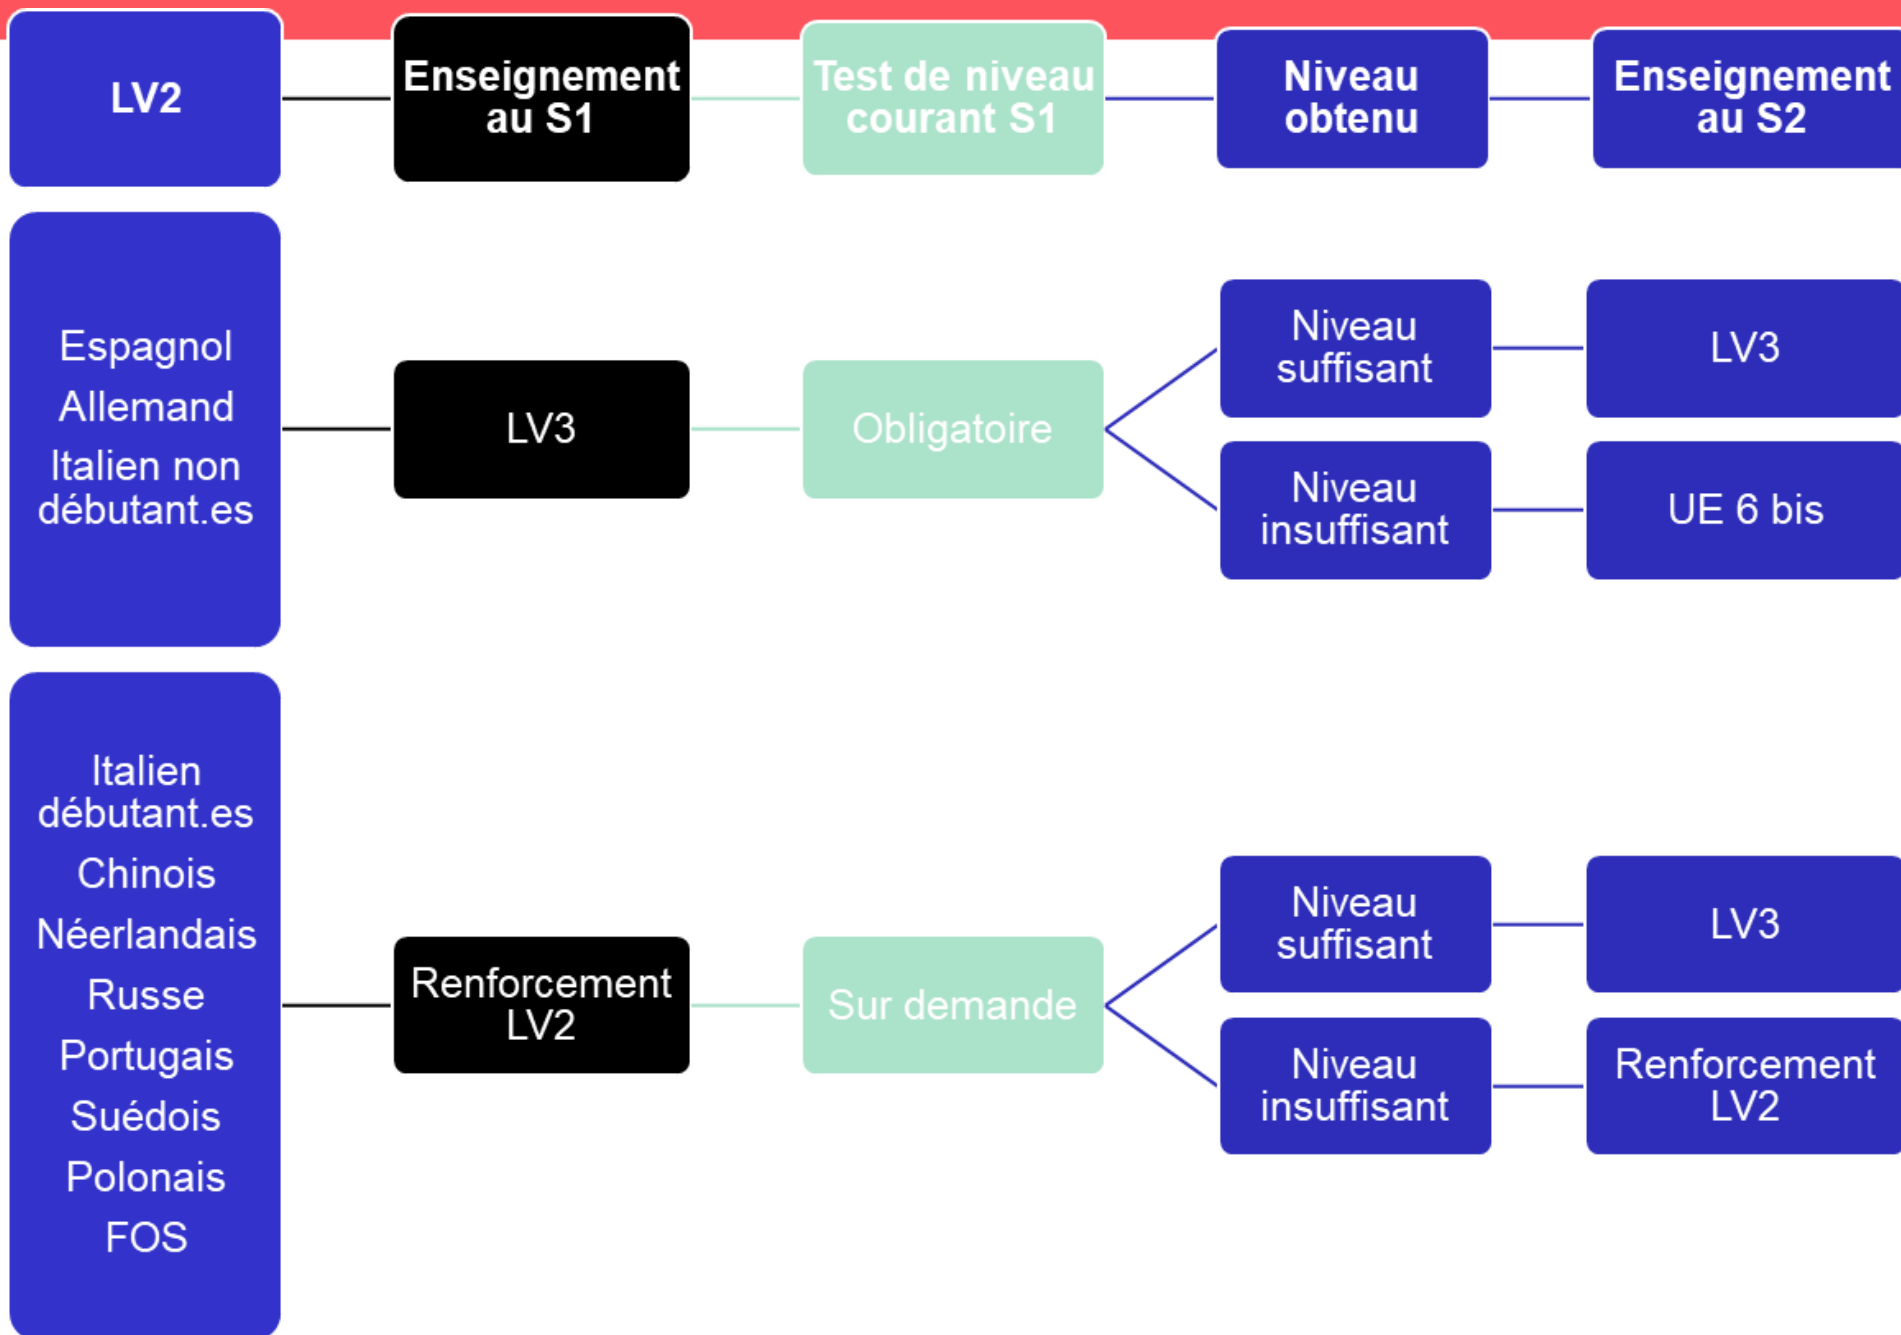 LV2
Enseignement
au S1
Test de niveau
courant S1
Niveau
obtenu
Enseignement
au S2
Espagnol
Allemand
Italien non
débutant.es
LV3
Obligatoire
Niveau
suffisant
LV3
Niveau
insuffisant
UE 6 bis
Italien
débutant.es
Chinois
Néerlandais
Russe
Portugais
Suédois
Polonais
FOS
Renforcement
LV2
Sur demande
Niveau
suffisant
LV3
Niveau
insuffisant
Renforcement
LV2